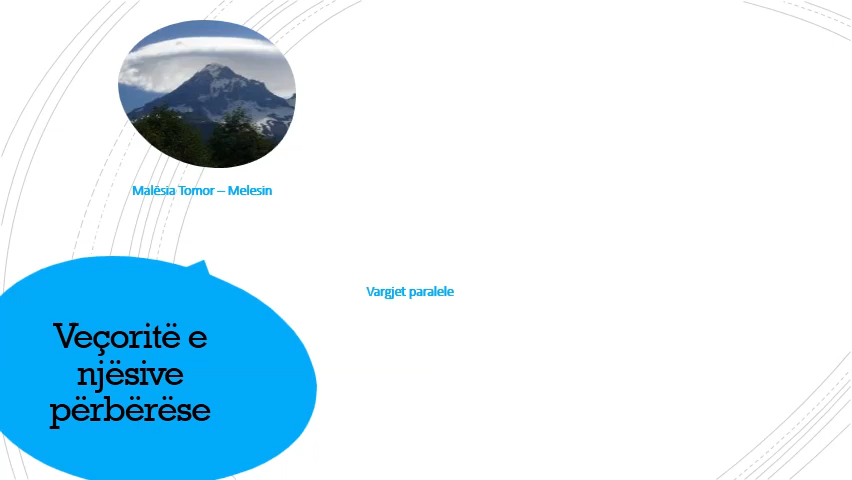 Malësia Tomor – Melesin
Vargjet paralele
Veçoritë e
njësive
përbërëse